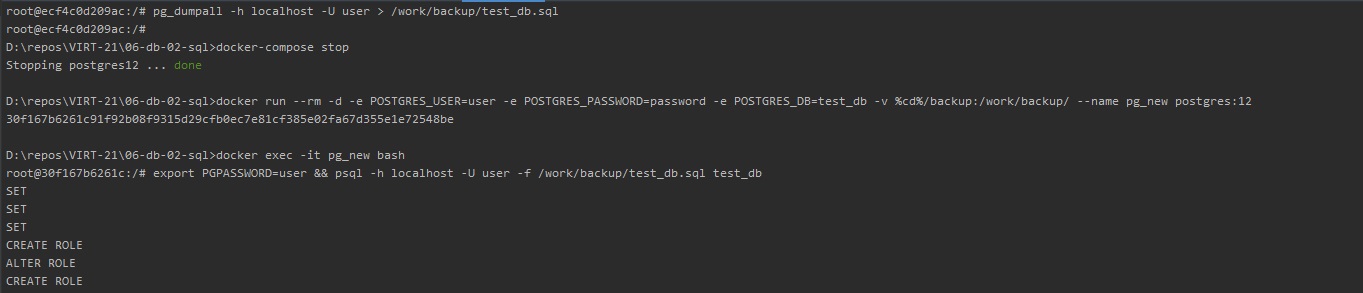 root@ecf4c0d209ac:/# pg_dumpall -h localhost -U user > /work/backup/test_db.sql
root@ecf4c0d209ac:/#
D:\repos\VIRT-21\06-db-02-sql>docker-compose stop
Stopping postgres12 ... done
D:\repos\VIRT-21\06-db-02-sql>docker run --rm -d -e POSTGRES_USER=user -e POSTGRES_PASSWORD=password -e POSTGRES_DB=test_db -v %cd%/backup:/work/backup/ --name pg_new postgres:12
30f167b6261c91f92b08f9315d29cfb0ec7e81cf385e02fa67d355e1e72548be
D:\repos\VIRT-21\06-db-02-sql>docker exec -it pg_new bash
root@30f167b6261c:/# export PGPASSWORD=user && psql -h localhost -U user -f /work/backup/test_db.sql test_db
SET
SET
SET
CREATE ROLE
ALTER ROLE
CREATE ROLE